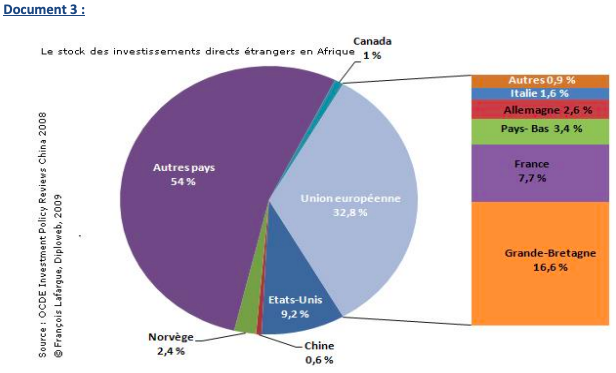 Document 3 :
Le stock des investissements directs étrangers en Afrique
Canada
1 %
Autres pays
54 %
Union européenne
32,8 %
Etats-Unis
9,2 %
Norvège
2,4 %
Chine
0,6 %
Autres 0,9 %
Italie 1,6 %
Allemagne 2,6 %
Pays- Bas 3,4 %
France
7,7 %
Grande-Bretagne
16,6 %
Source : OCDE Investment Policy Reviews China 2008
© François Lafargue, Diploweb, 2009